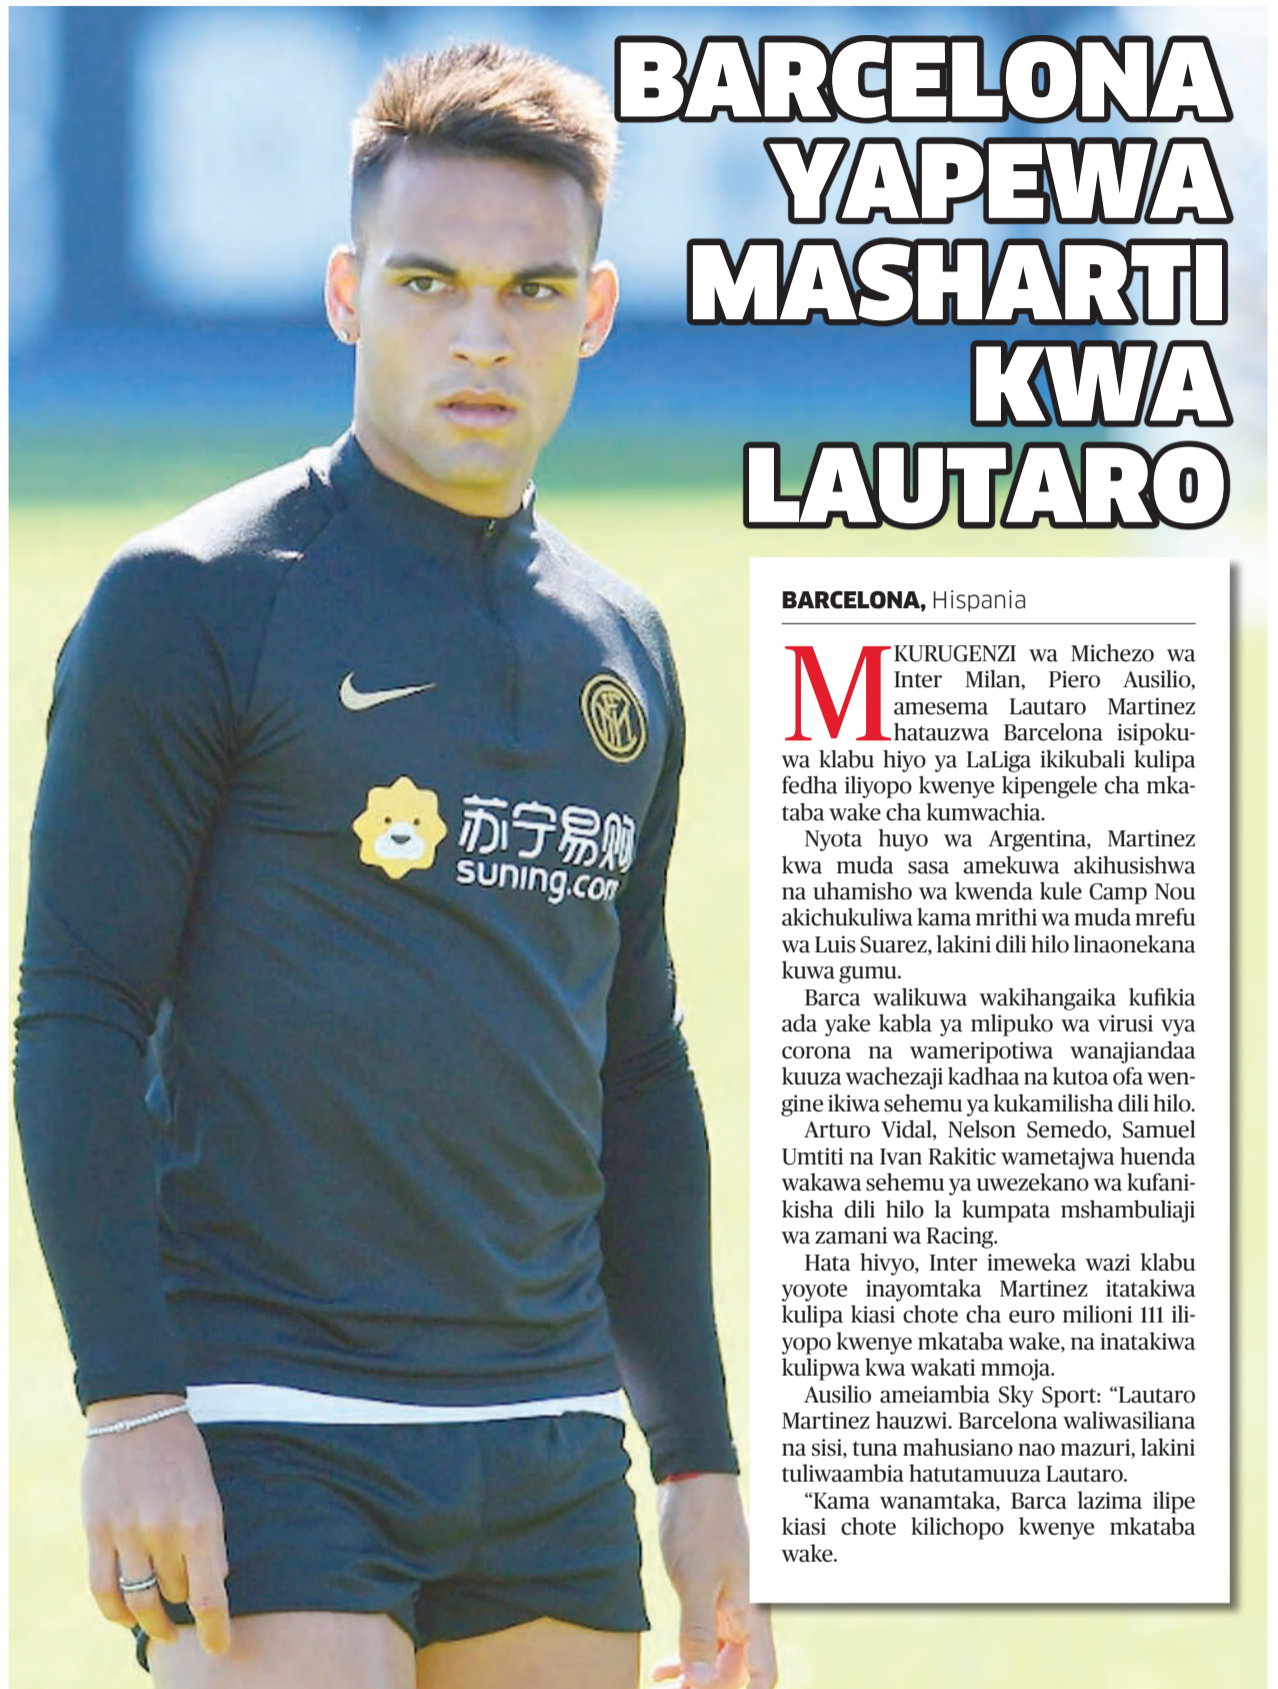 BARCELONA
YAPEWA
MASHARTI
KWA
LAUTARO
BARCELONA, Hispania
MKURUGENZI wa Michezo wa
Inter Milan, Piero Ausilio,
amesema Lautaro Martinez
hatauzwa Barcelona isipoku-
wa klabu hiyo ya LaLiga ikikubali kulipa
fedha iliyopo kwenye kipengele cha mka-
taba wake cha kumwachia.
Nyota huyo wa Argentina, Martinez
kwa muda sasa amekuwa akihusishwa
na uhamisho wa kwenda kule Camp Nou
akichukuliwa kama mrithi wa muda mrefu
wa Luis Suarez, lakini dili hilo linaonekana
kuwa gumu.
Barca walikuwa wakihangaika kufikia
ada yake kabla ya mlipuko wa virusi vya
corona na wameripotiwa wanajiandaa
kuuza wachezaji kadhaa na kutoa ofa wen-
gine ikiwa sehemu ya kukamilisha dili hilo.
Arturo Vidal, Nelson Semedo, Samuel
Umtiti na Ivan Rakitic wametajwa huenda
wakawa sehemu ya uwezekano wa kufani-
kisha dili hilo la kumpata mshambuliaji
wa zamani wa Racing.
Hata hivyo, Inter imeweka wazi klabu
yoyote inayomtaka Martinez itatakiwa
kulipa kiasi chote cha euro milioni 111 ili-
yopo kwenye mkataba wake, na inatakiwa
kulipwa kwa wakati mmoja.
Ausilio ameiambia Sky Sport: “Lautaro
Martinez hauzwi. Barcelona waliwasiliana
na sisi, tuna mahusiano nao mazuri, lakini
tuliwaambia hatutamuuza Lautaro.
“Kama wanamtaka, Barca lazima ilipe
kiasi chote kilichopo kwenye mkataba
wake.
苏宁易购
suning.com